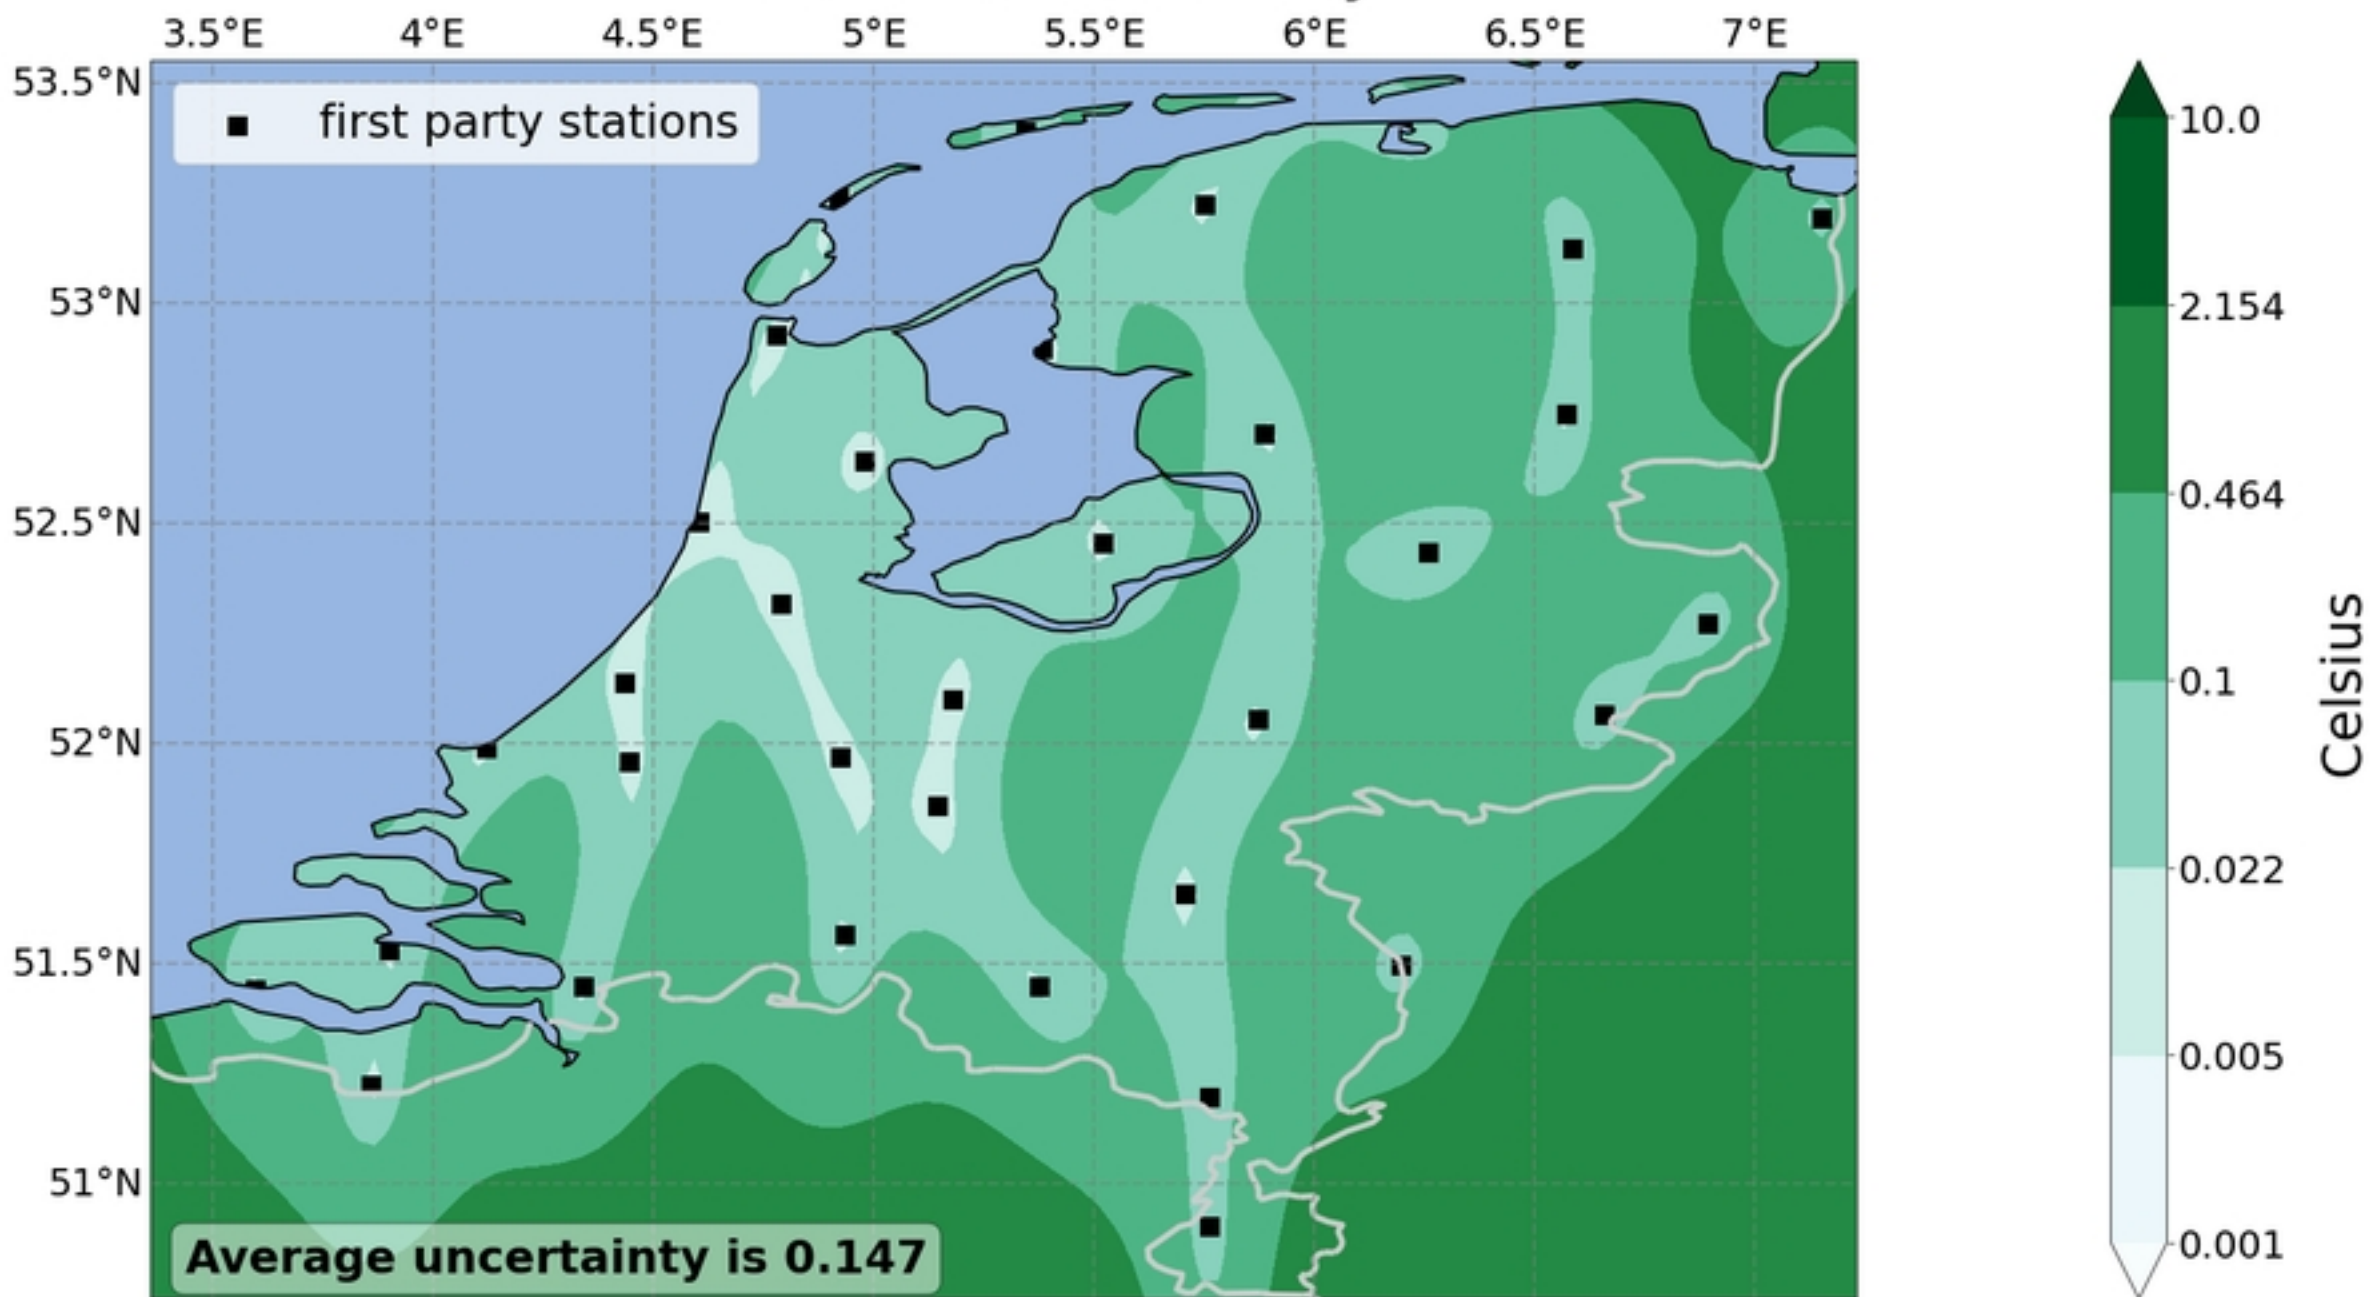 3.5°E 4°E 4.5°E 5°E 5.5°E 6°E 6.5°E 7°E
53.5°N
first party stations
10.0
53°N
2.154
52.5°N
0.464
0.1
Celsius
52°N
0.022
51.5°N
0.005
51°N
0.001
Average uncertainty is 0.147